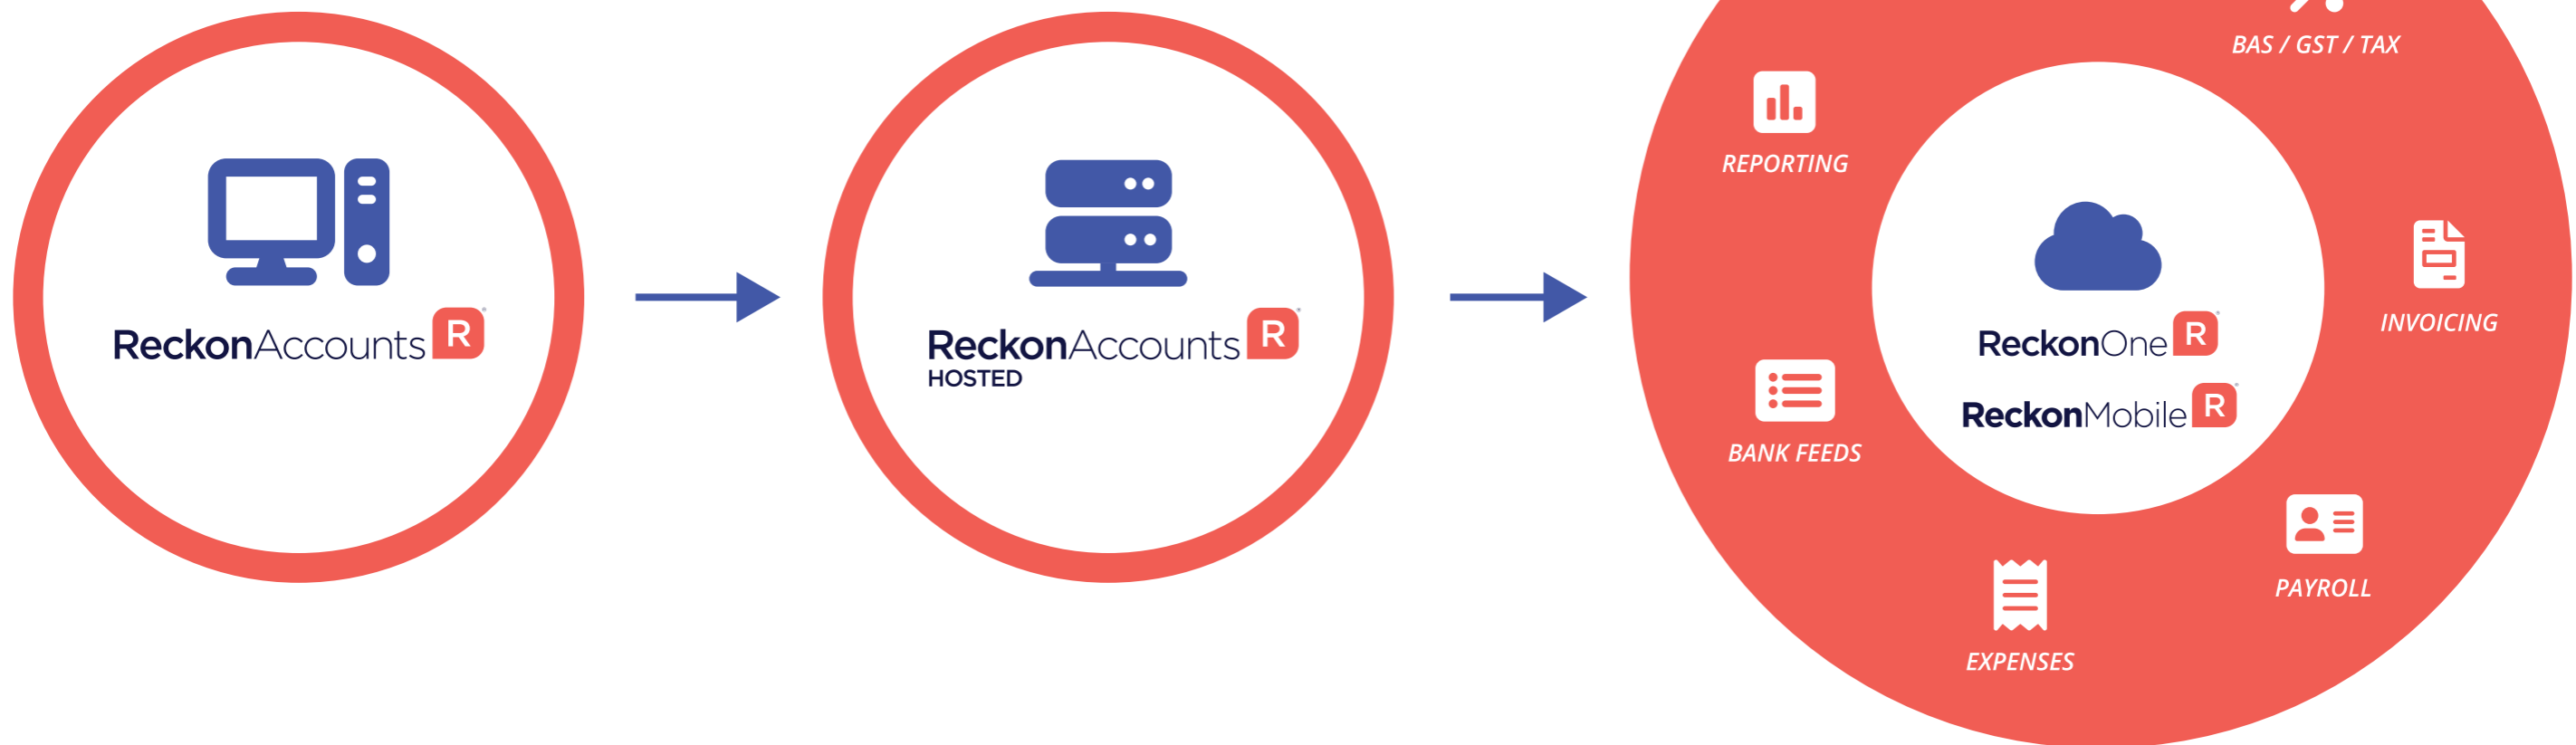 ReckonAccounts R
ReckonAccounts R
HOSTED
BAS / GST / TAX
REPORTING
INVOICING
ReckonOne R
ReckonMobile R
BANK FEEDS
PAYROLL
EXPENSES